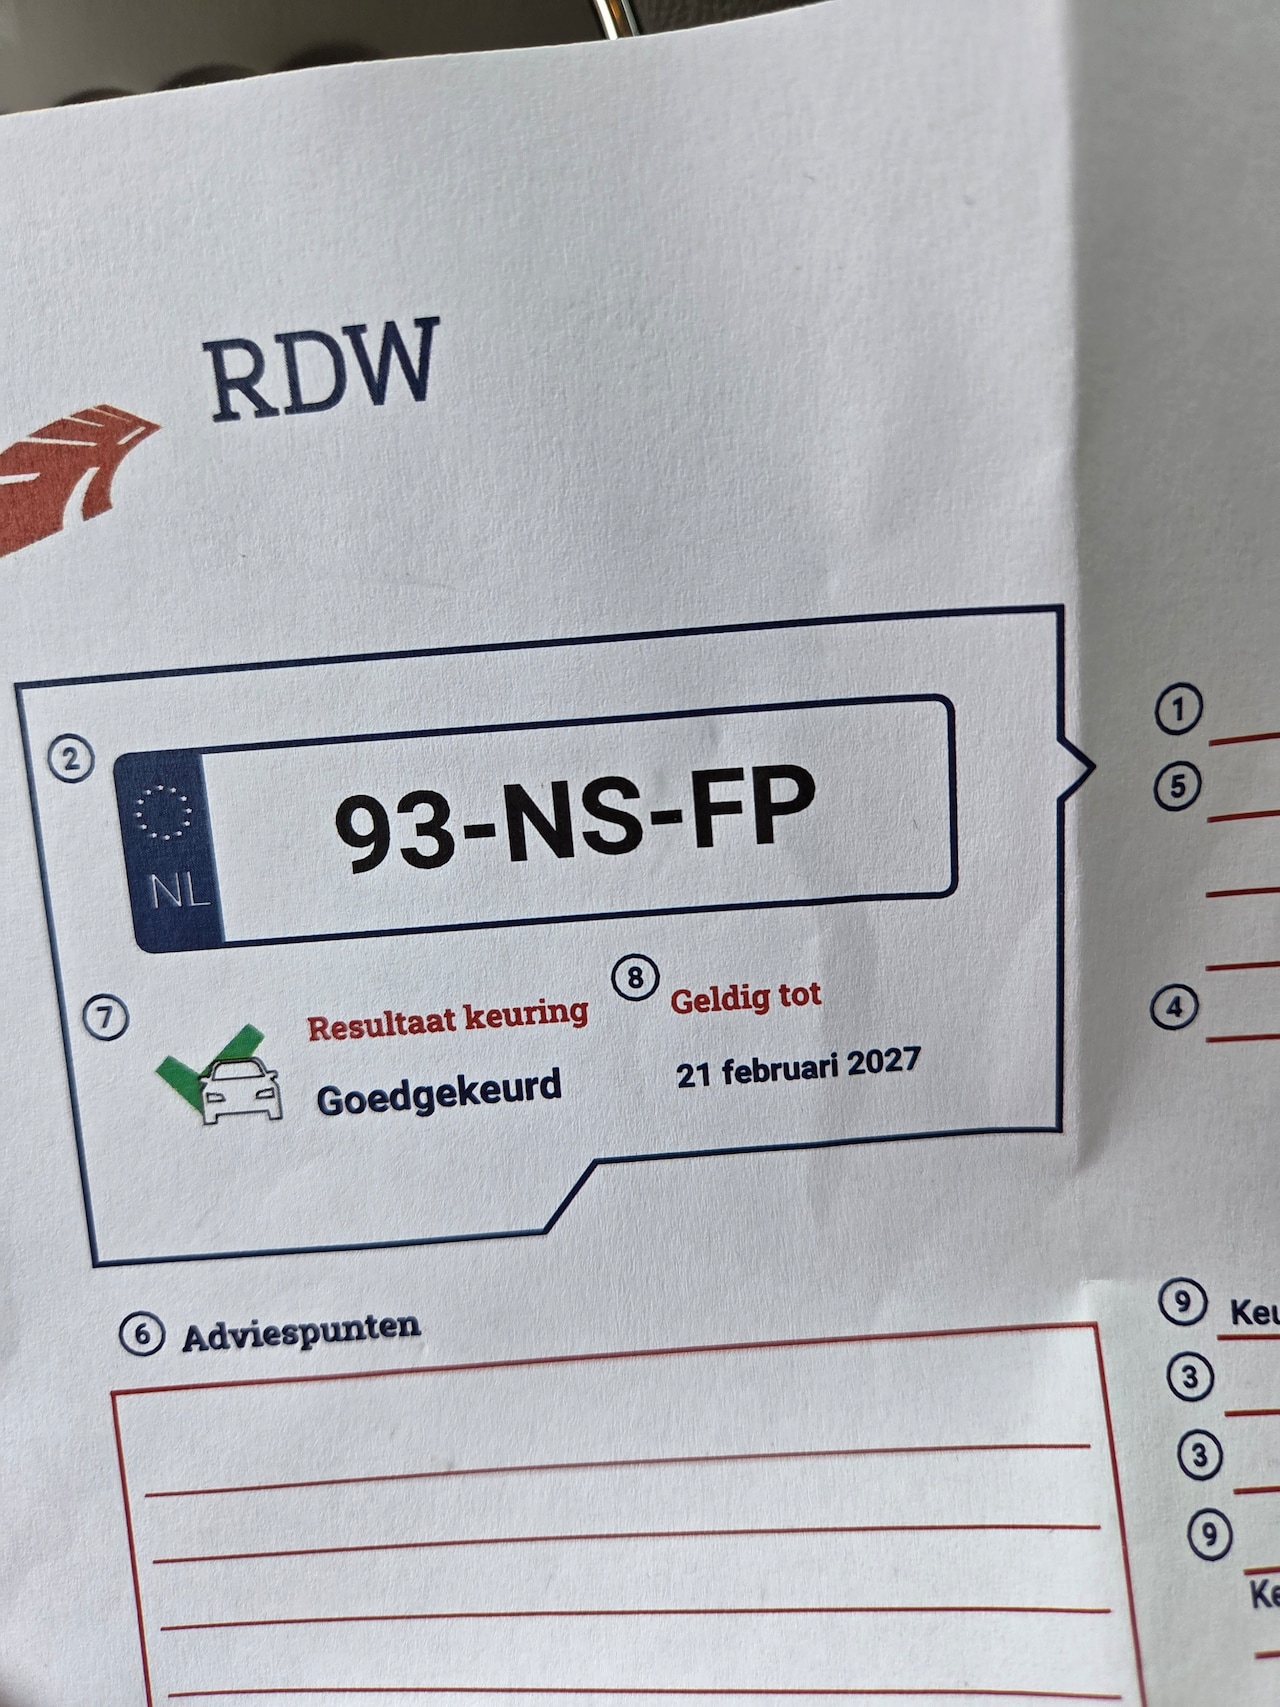 RDW
2
NL
93-NS-FP
7
Resultaat keuring
Goedgekeurd
8
Geldig tot
21 februari 2027
6 Adviespunten
1
5
4
9
3
3
9